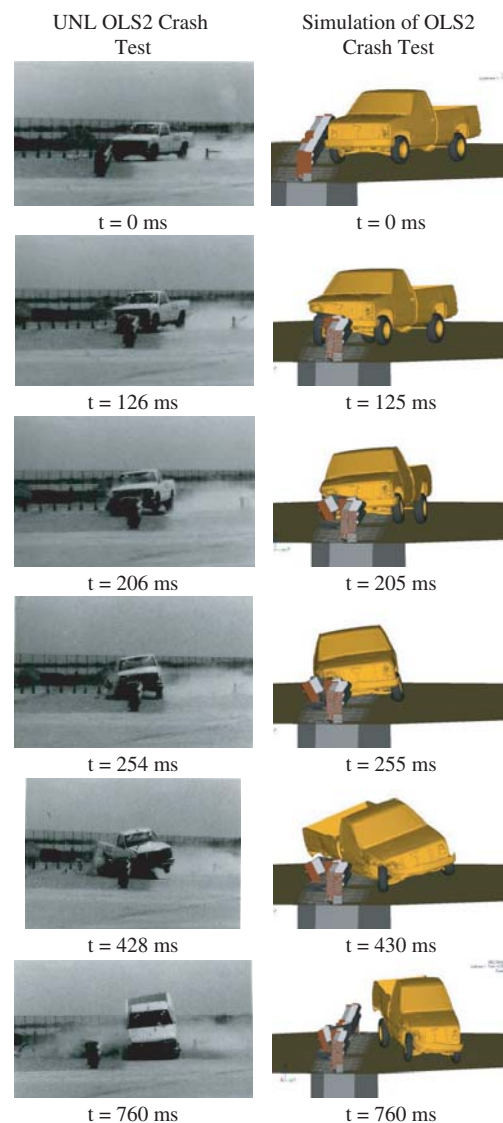 UNL OLS2 Crash
Test
Simulation of OLS2
Crash Test
t = 0 ms
t = 0 ms
t = 126 ms
t = 125 ms
t = 206 ms
t = 205 ms
t = 254 ms
t = 255 ms
t = 428 ms
t = 430 ms
t = 760 ms
t = 760 ms